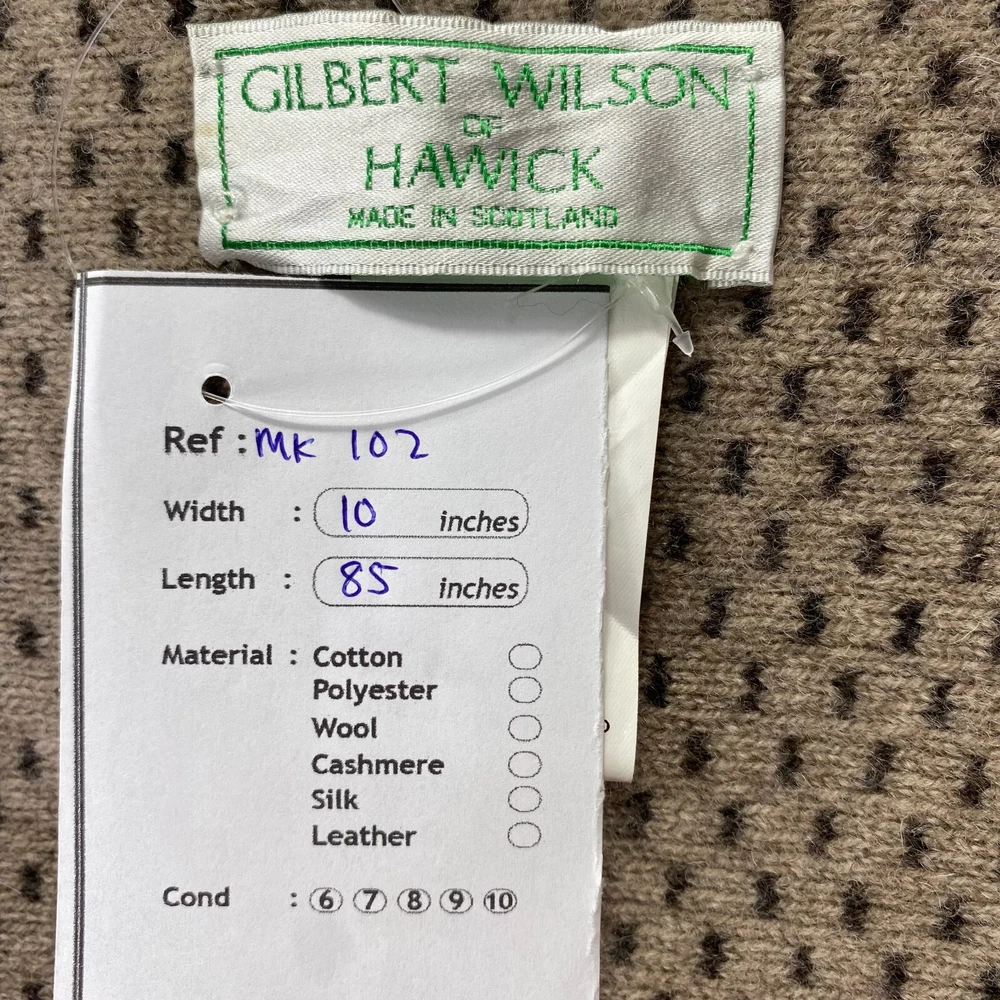 GILBERT WILSON
OF
HAWICK
MADE IN SCOTLAND
Ref : MK 102
Width : 10 inches
Length : 85 inches
Material : Cotton
Polyester
Wool
Cashmere
Silk
Leather
Cond : 6 7 8 9 10